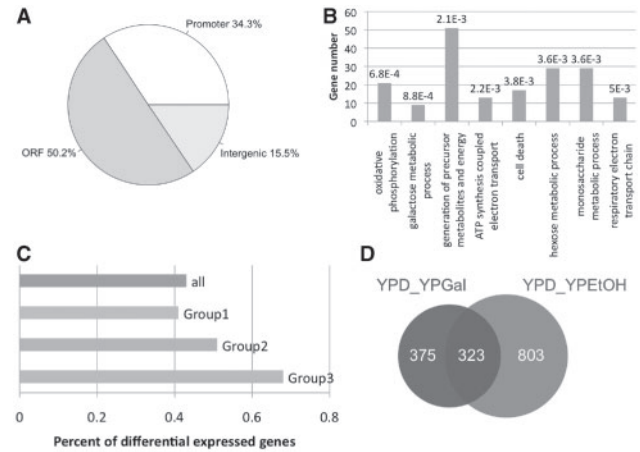 A
Promoter 34.3%
ORF 50.2%
Intergenic 15.5%
B
Gene number
60
50
40
30
20
10
0
6.8E-4
8.8E-4
2.1E-3
2.2E-3
3.8E-3
3.6E-3
3.6E-3
5E-3
oxidative
phosphorylation
galactose metabolic
process
generation of precursor
metabolites and energy
ATP synthesis coupled
electron transport
cell death
hexose metabolic process
monosaccharide
metabolic process
respiratory electron
transport chain
C
all
Group1
Group2
Group3
0 0.2 0.4 0.6 0.8
Percent of differential expressed genes
D
YPD_YPGal YPD_YPEtOH
375 323 803